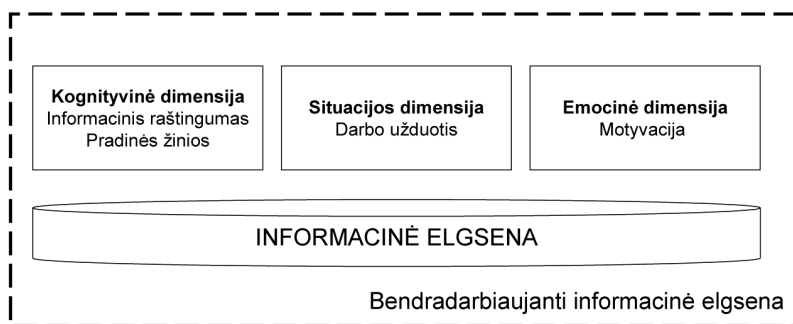 Kognityvinė dimensija
Informacinis raštingumas
Pradinės žinios
Situacijos dimensija
Darbo užduotis
Emocinė dimensija
Motyvacija
INFORMACINĖ ELGSENA
Bendradarbiaujanti informacinė elgsena